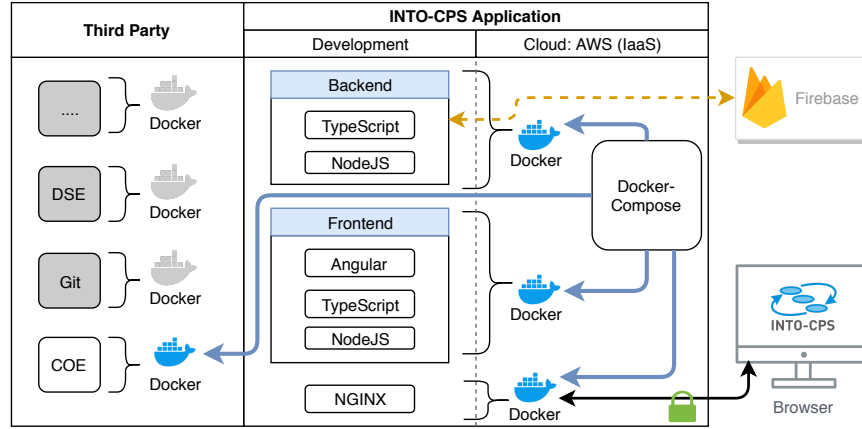 Third Party
INTO-CPS Application
Development
Cloud: AWS (IaaS)
....
Docker
DSE
Docker
Git
Docker
COE
Docker
Backend
TypeScript
NodeJS
Docker
Frontend
Angular
TypeScript
NodeJS
Docker
NGINX
Docker
Docker-
Compose
Firebase
INTO-CPS
Browser